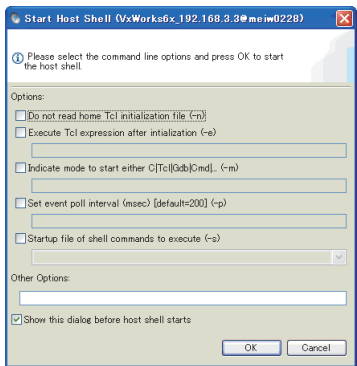 Start Host Shell (VxWorks6x_192.168.3.3@meiw0228)
Please select the command line options and press OK to start
the host shell.
Options:
Do not read home Tcl initialization file (-n)
Execute Tcl expression after intialization (-e)
Indicate mode to start either C|Tcl|Gdb|Cmd|... (-m)
Set event poll interval (msec) [default=200] (-p)
Startup file of shell commands to execute (-s)
Other Options:
Show this dialog before host shell starts
OK Cancel